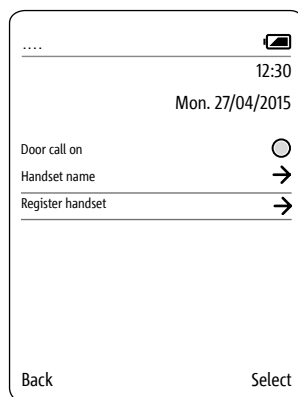 ....
12:30
Mon. 27/04/2015
Door call on
Handset name
Register handset
Back Select